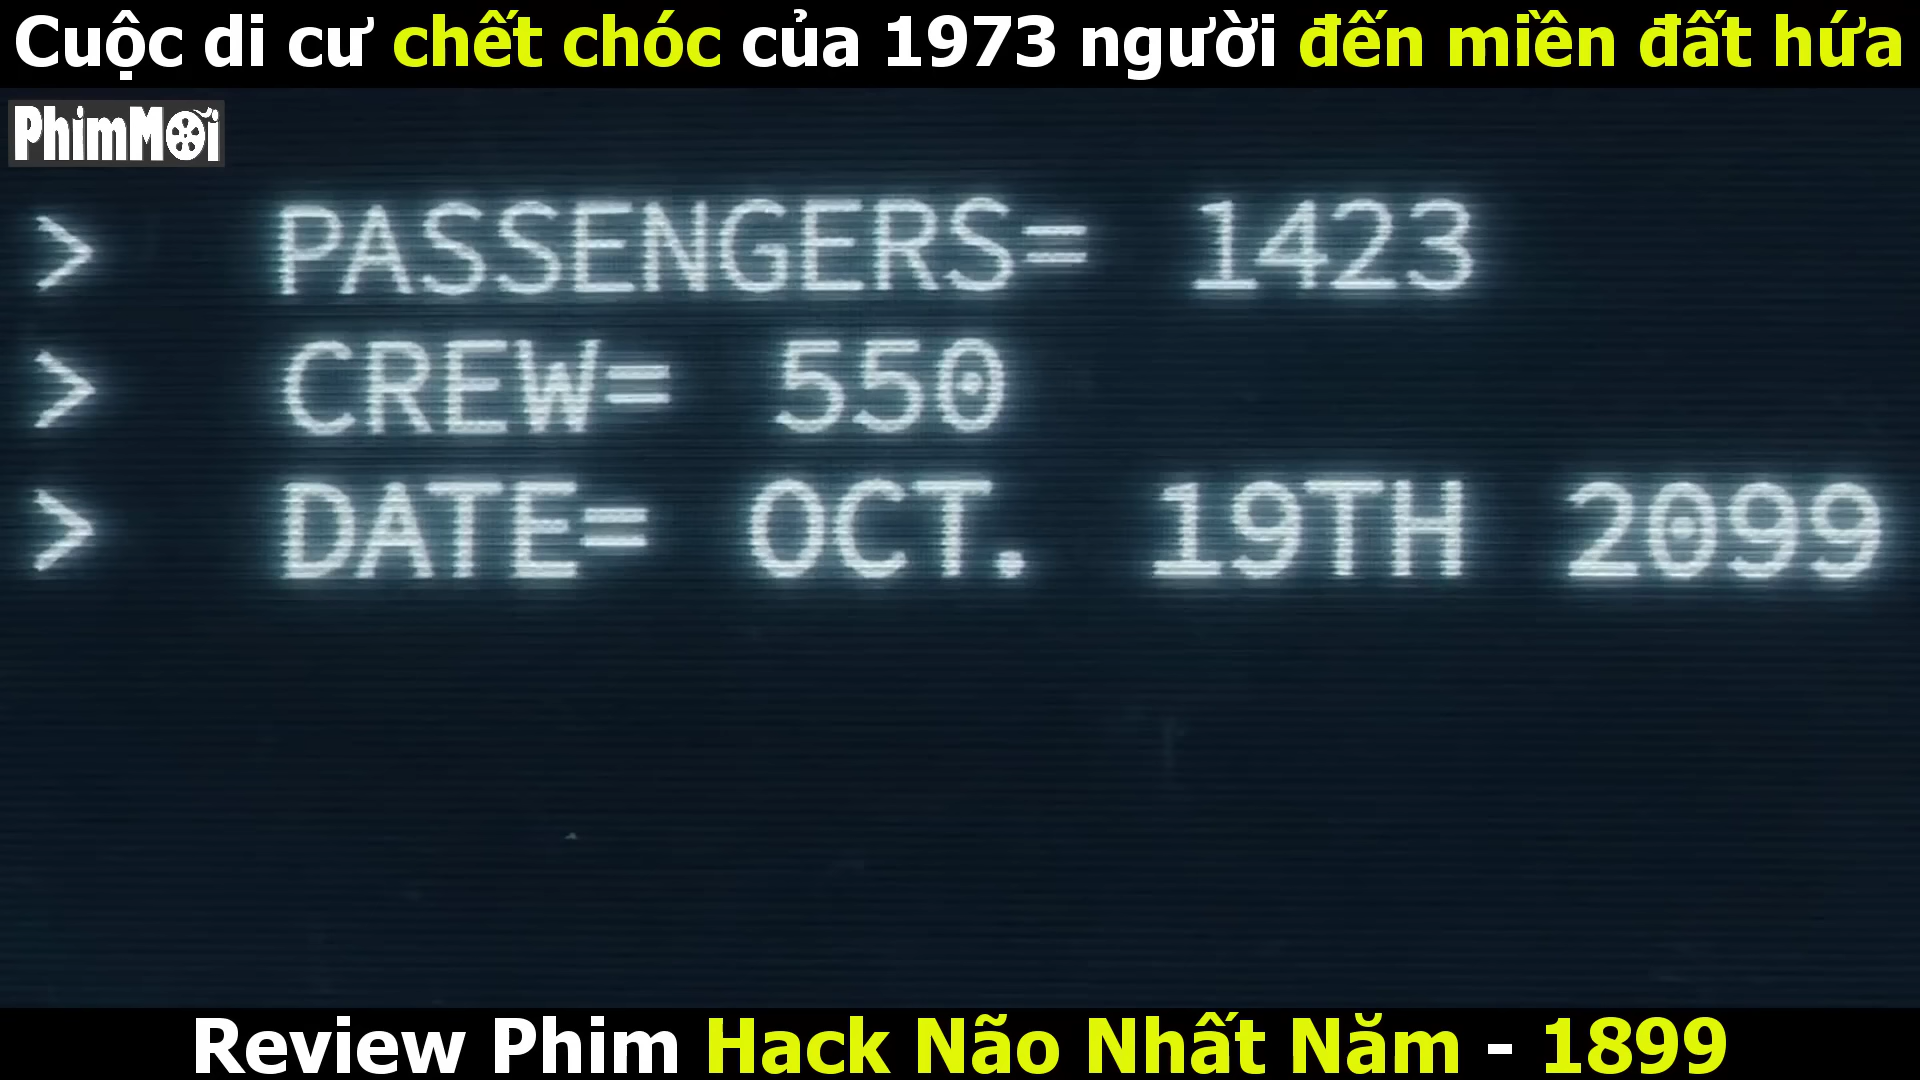 Cuộc di cư chết chóc của 1973 người đến miền đất hứa
PhimMới
> PASSENGERS= 1423
> CREW= 550
> DATE= OCT. 19TH 2099
Review Phim Hack Não Nhất Năm - 1899